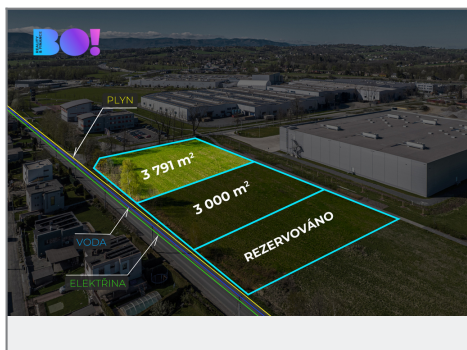 BO!
PLYN
3 791 m²
3 000 m²
REZERVOVÁNO
VODA
ELEKTŘINA